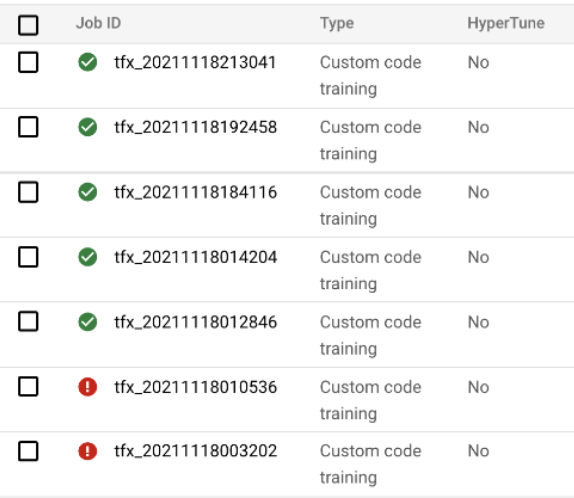 Job ID Type HyperTune
tfx_20211118213041 Custom code No
training
tfx_20211118192458 Custom code No
training
tfx_20211118184116 Custom code No
training
tfx_20211118014204 Custom code No
training
tfx_20211118012846 Custom code No
training
tfx_20211118010536 Custom code No
training
tfx_20211118003202 Custom code No
training